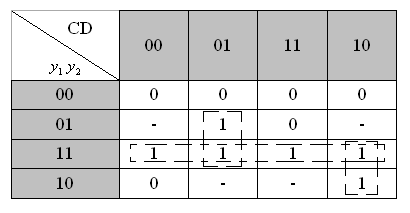 CD
y₁y₂
00 01 11 10
00 0 0 0 0
01 - 1 0 -
11 1 1 1 1
10 0 - - 1